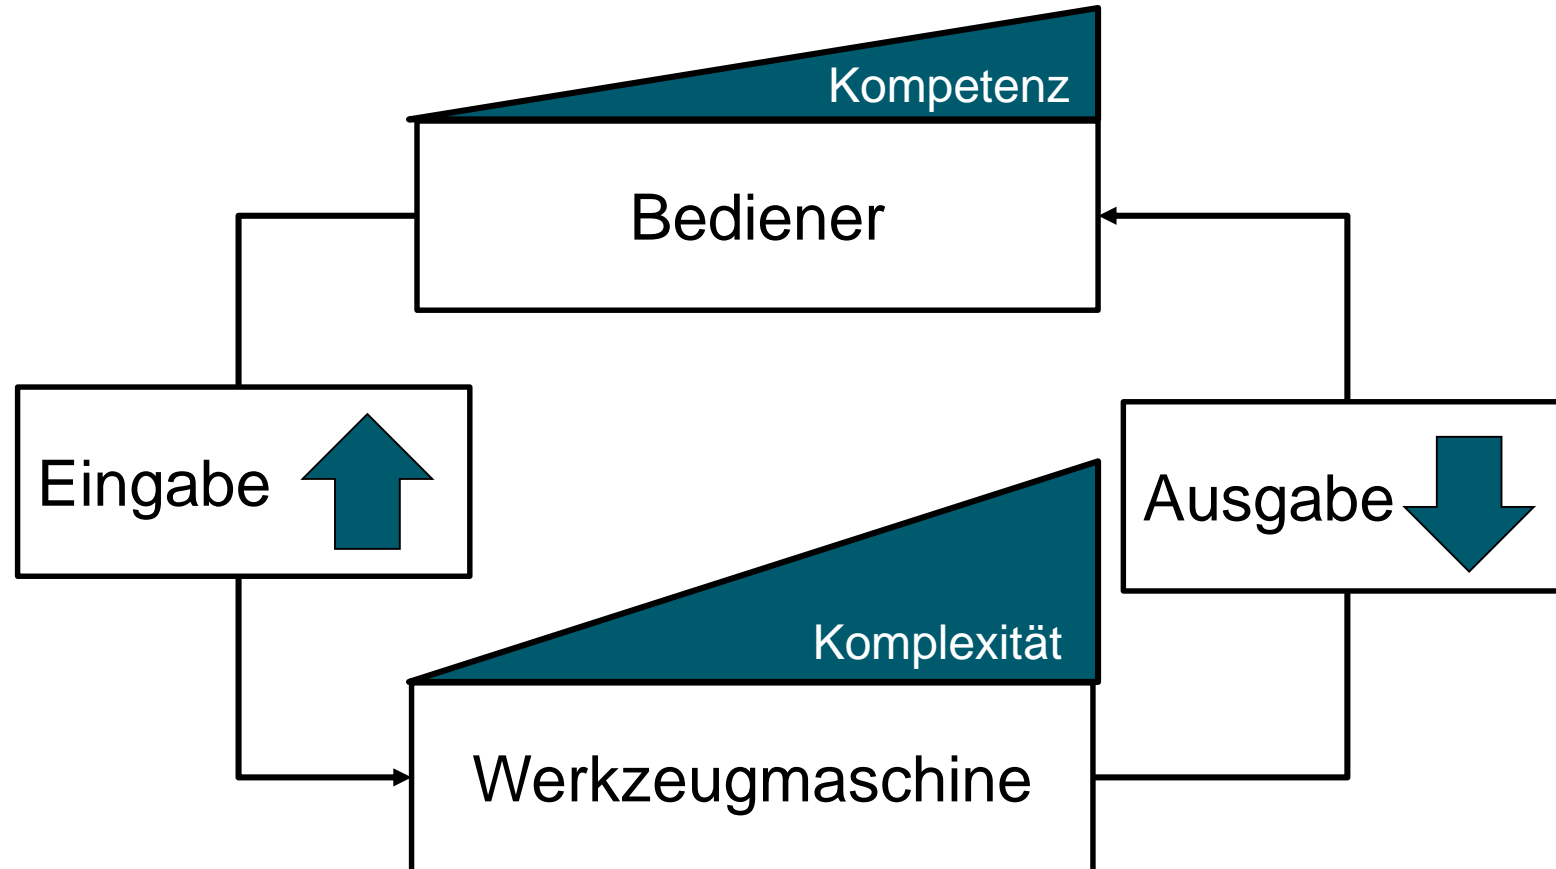 Kompetenz
Bediener
Eingabe
Ausgabe
Komplexität
Werkzeugmaschine